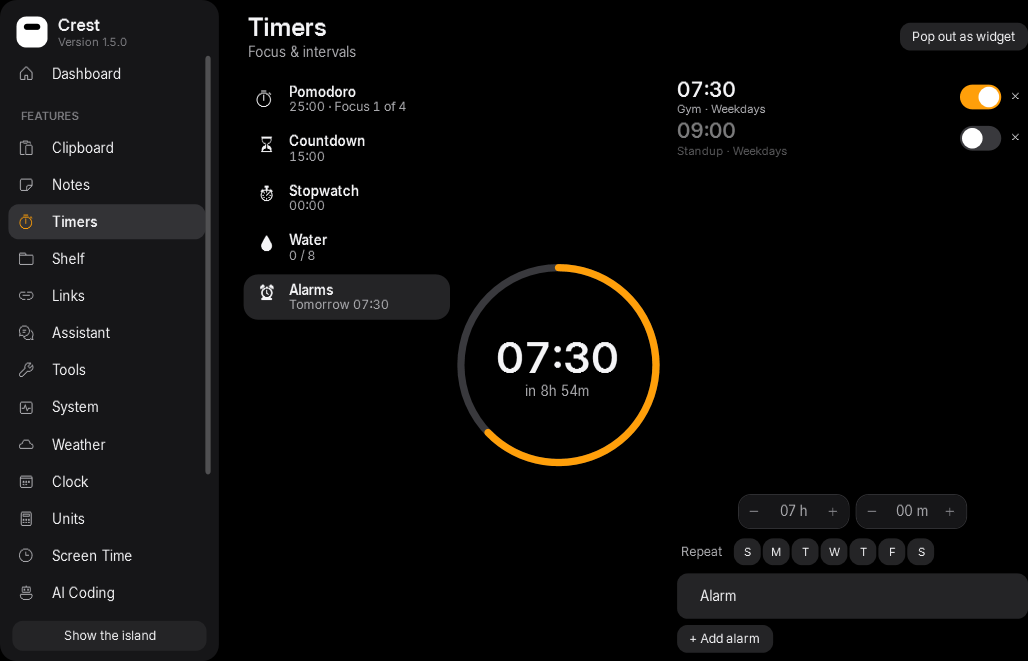 Crest
Version 1.5.0
Dashboard
FEATURES
Clipboard
Notes
Timers
Shelf
Links
Assistant
Tools
System
Weather
Clock
Units
Screen Time
AI Coding
Show the island
Timers
Focus & intervals
Pop out as widget
Pomodoro
25:00 · Focus 1 of 4
Countdown
15:00
Stopwatch
00:00
Water
0 / 8
Alarms
Tomorrow 07:30
07:30
in 8h 54m
07:30
Gym · Weekdays
09:00
Standup · Weekdays
− 07 h + − 00 m +
Repeat S M T W T F S
Alarm
+ Add alarm